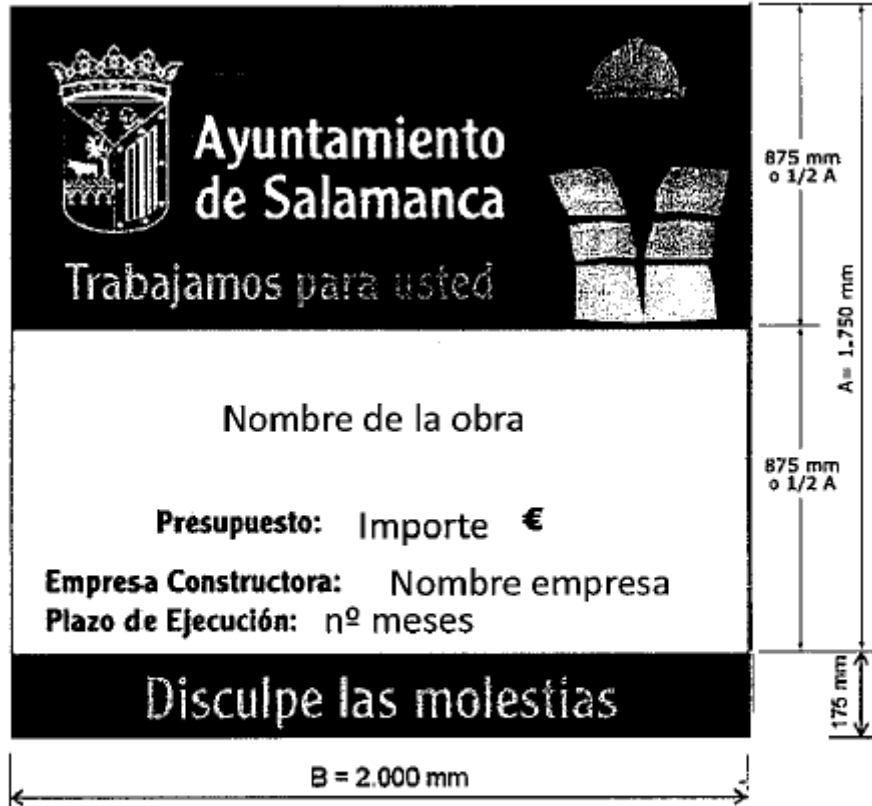 Ayuntamiento
de Salamanca
Trabajamos para usted
875 mm
o 1/2 A
A= 1.750 mm
Nombre de la obra
875 mm
o 1/2 A
Presupuesto: Importe €
Empresa Constructora: Nombre empresa
Plazo de Ejecución: nº meses
Disculpe las molestias
175 mm
B = 2.000 mm